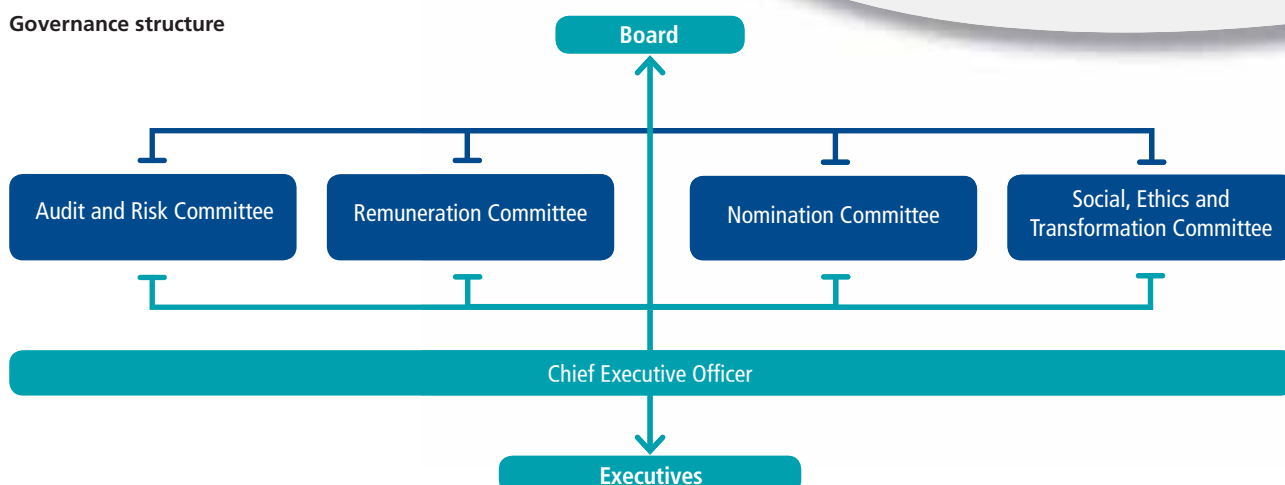 Governance structure
Board
Audit and Risk Committee
Remuneration Committee
Nomination Committee
Social, Ethics and
Transformation Committee
Chief Executive Officer
Executives